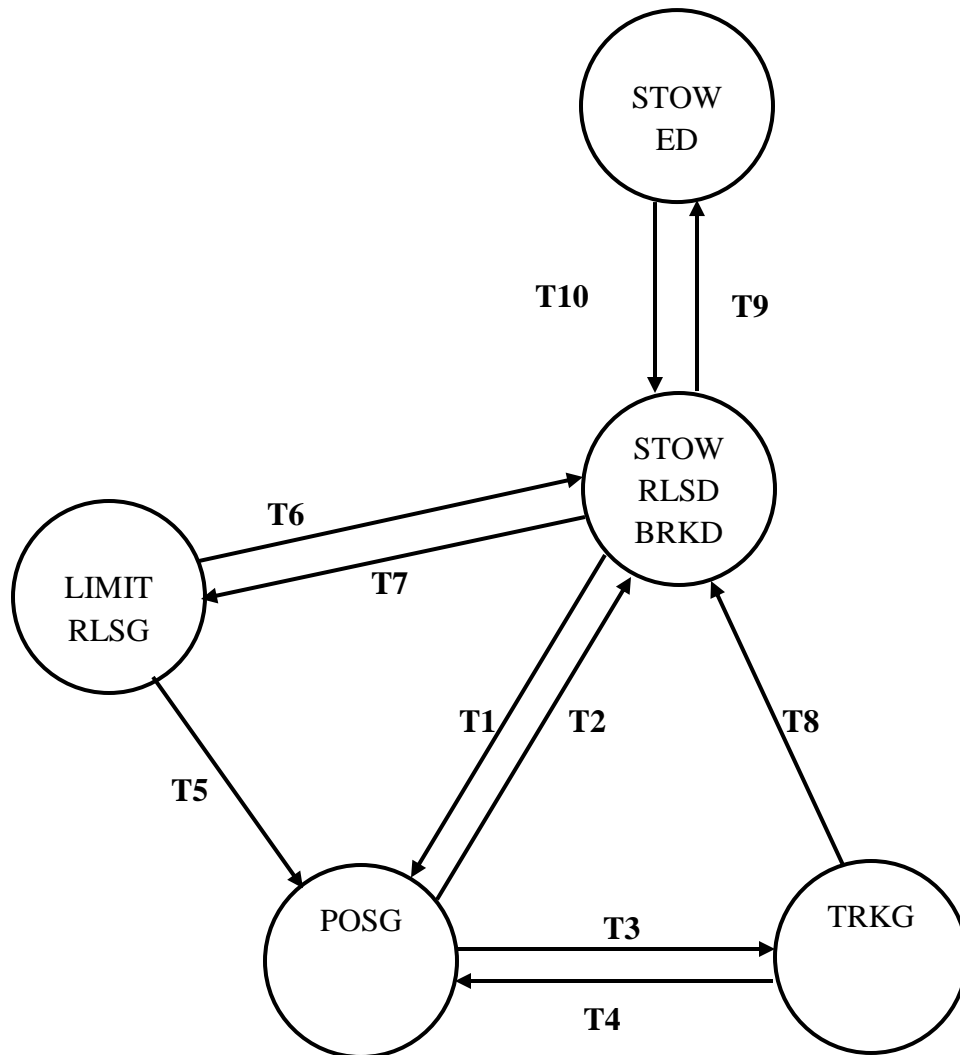 STOW
ED
T10
T9
STOW
RLSD
BRKD
T6
T7
LIMIT
RLSG
T1
T2
T8
T5
POSG
T3
TRKG
T4